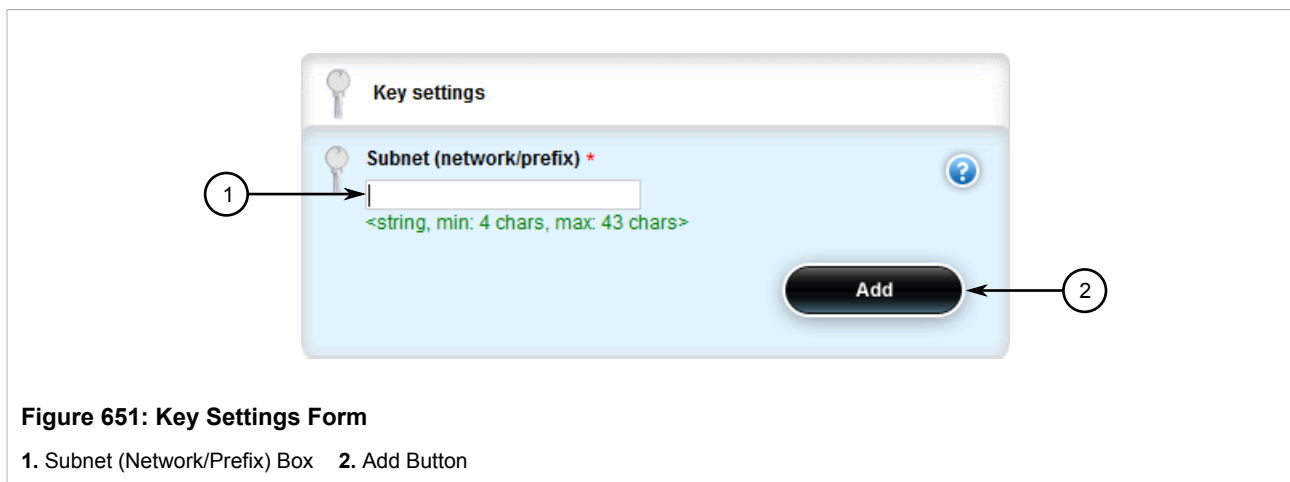 Key settings
Subnet (network/prefix) *
1
<string, min: 4 chars, max: 43 chars>
Add
2
Figure 651: Key Settings Form
1. Subnet (Network/Prefix) Box 2. Add Button